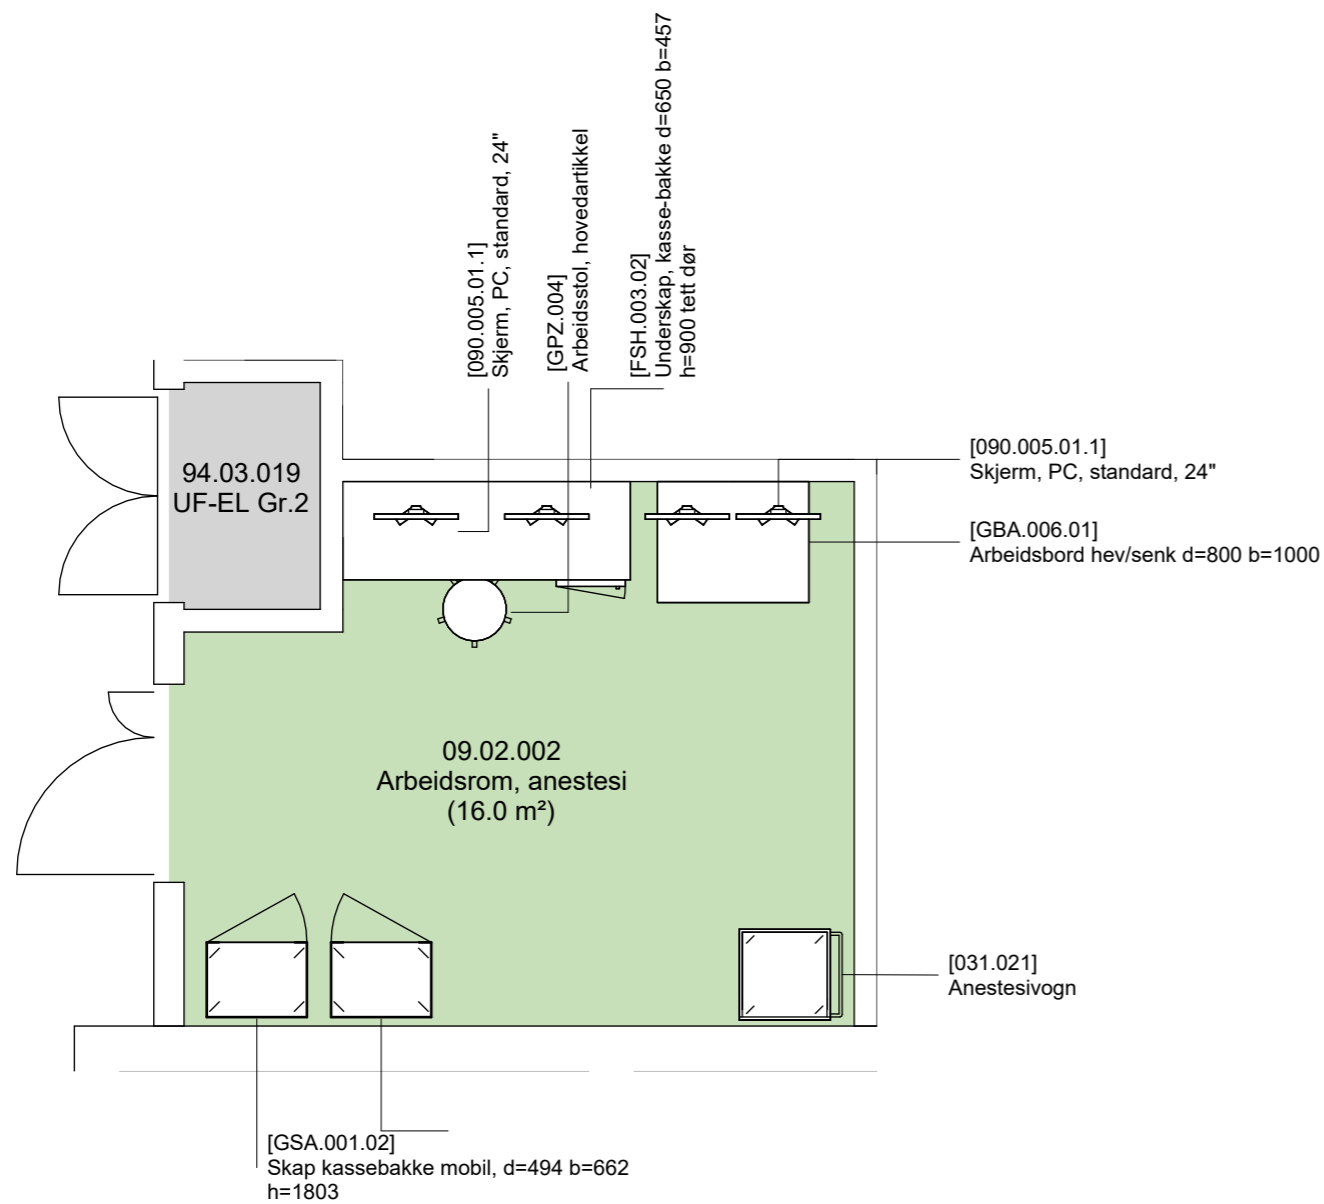 [090.005.01.1]
Skjerm, PC, standard, 24"
[GPZ.004]
Arbeidsstol, hovedartikkel
[FSH.003.02]
Underskap, kasse-bakke d=650 b=457
h=900 tett dør
94.03.019
UF-EL Gr.2
[090.005.01.1]
Skjerm, PC, standard, 24"
[GBA.006.01]
Arbeidsbord hev/senk d=800 b=1000
09.02.002
Arbeidsrom, anestesi
(16.0 m²)
[031.021]
Anestesivogn
[GSA.001.02]
Skap kassebakke mobil, d=494 b=662
h=1803